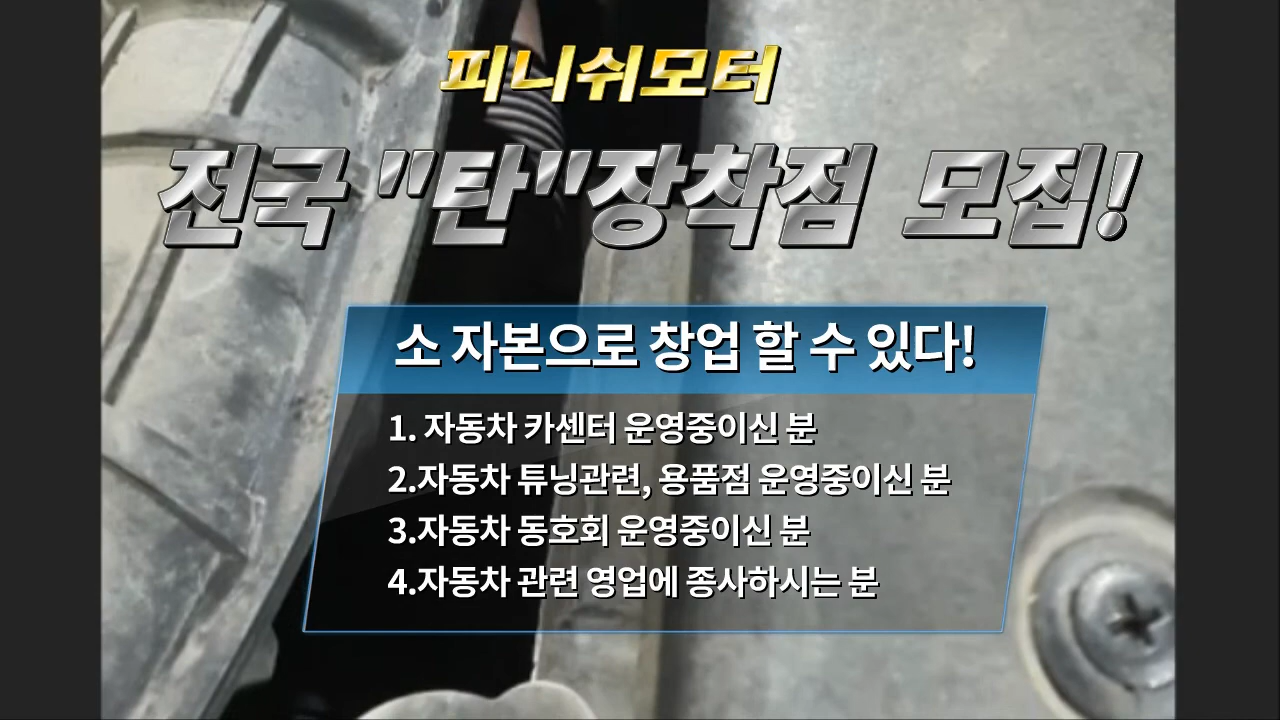 피니쉬모터
전국 "탄"장착점 모집!
소 자본으로 창업 할 수 있다!
1. 자동차 카센터 운영중이신 분
2.자동차 튜닝관련, 용품점 운영중이신 분
3.자동차 동호회 운영중이신 분
4.자동차 관련 영업에 종사하시는 분